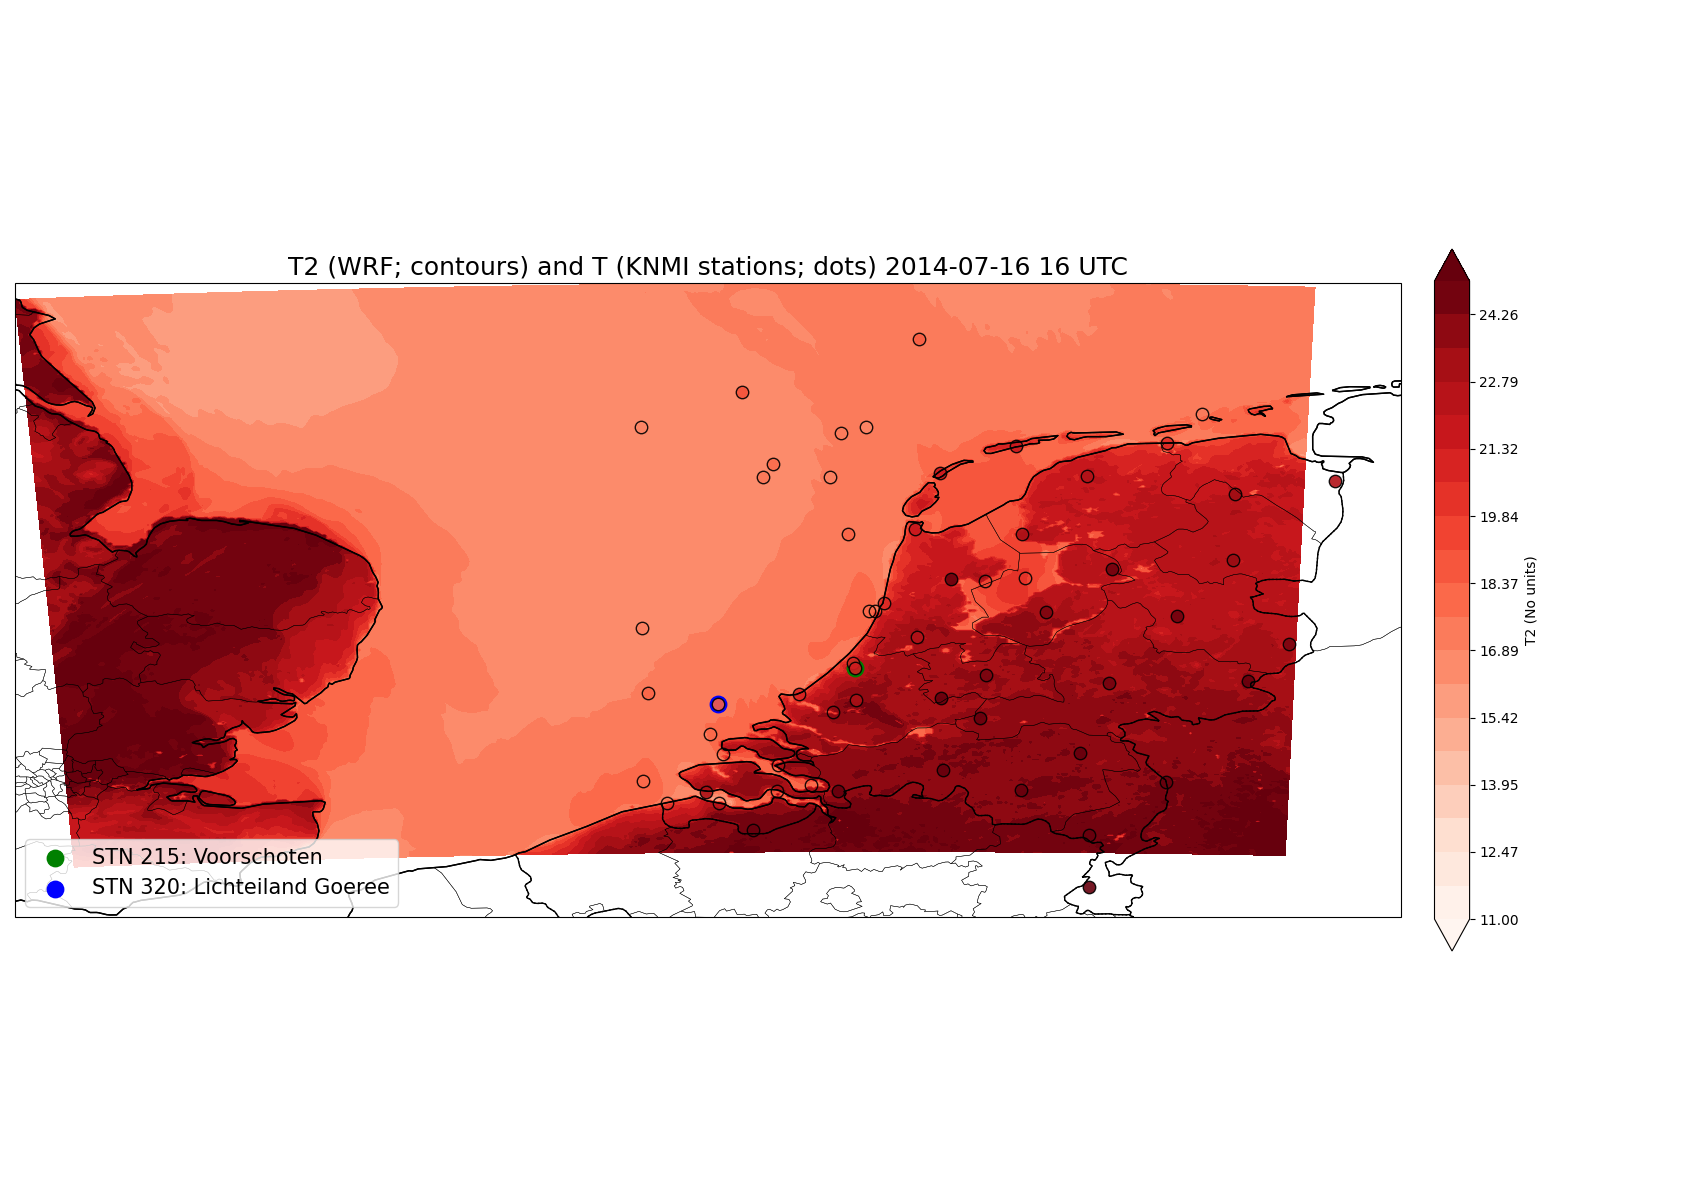 T2 (WRF; contours) and T (KNMI stations; dots) 2014-07-16 16 UTC
24.26
22.79
21.32
19.84
18.37
16.89
15.42
13.95
12.47
11.00
T2 (No units)
STN 215: Voorschoten
STN 320: Lichteiland Goeree